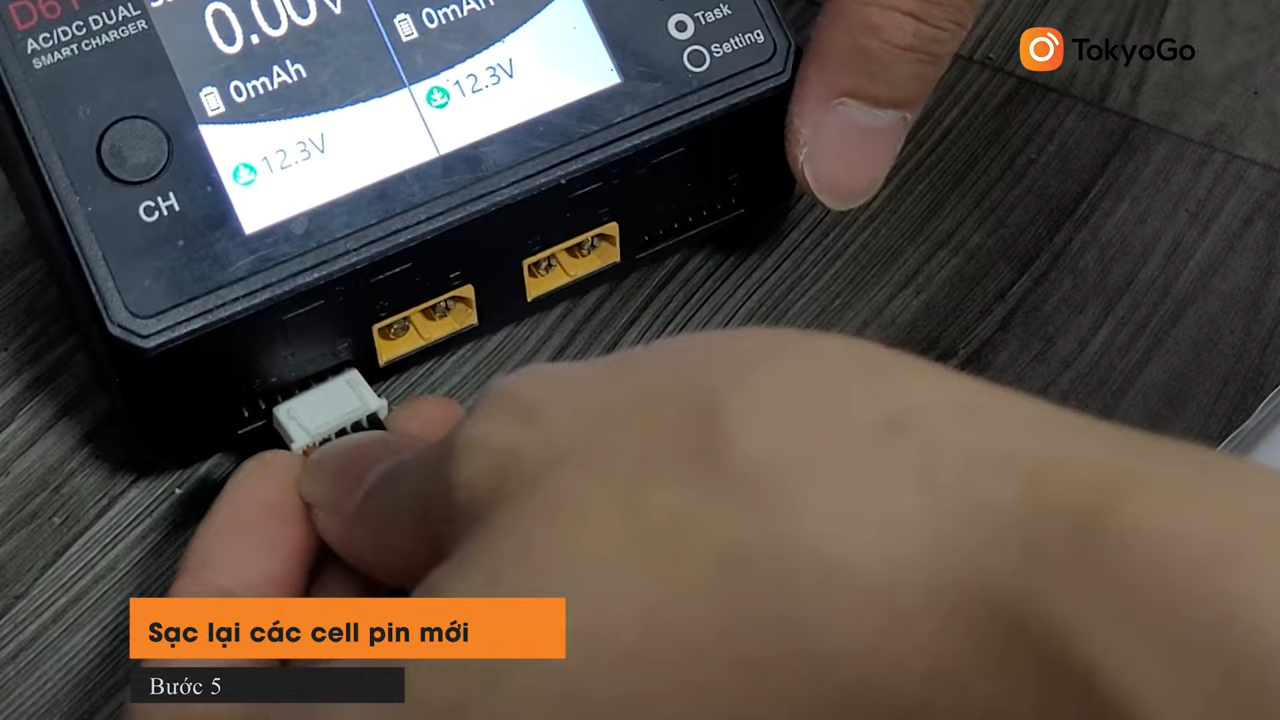 D6
AC/DC DUAL
SMART CHARGER
0.00V
0mAh
12.3V
CH
0mAh
12.3V
Task
Setting
TokyoGo
Sạc lại các cell pin mới
Bước 5